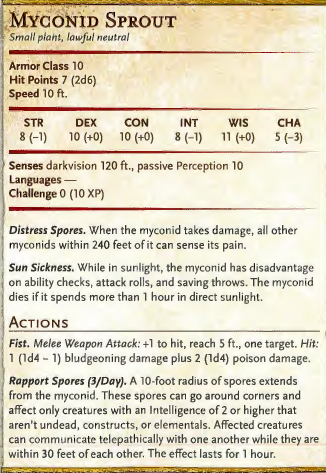 MYCONID SPROUT
Small plant, lawful neutral
Armor Class 10
Hit Points 7 (2d6)
Speed 10 ft.
STR DEX CON INT WIS CHA
8 (–1) 10 (+0) 10 (+0) 8 (–1) 11 (+0) 5 (–3)
Senses darkvision 120 ft., passive Perception 10
Languages —
Challenge 0 (10 XP)
Distress Spores. When the myconid takes damage, all other
myconids within 240 feet of it can sense its pain.
Sun Sickness. While in sunlight, the myconid has disadvantage
on ability checks, attack rolls, and saving throws. The myconid
dies if it spends more than 1 hour in direct sunlight.
ACTIONS
Fist. Melee Weapon Attack: +1 to hit, reach 5 ft., one target. Hit:
1 (1d4 – 1) bludgeoning damage plus 2 (1d4) poison damage.
Rapport Spores (3/Day). A 10-foot radius of spores extends
from the myconid. These spores can go around corners and
affect only creatures with an Intelligence of 2 or higher that
aren't undead, constructs, or elementals. Affected creatures
can communicate telepathically with one another while they are
within 30 feet of each other. The effect lasts for 1 hour.